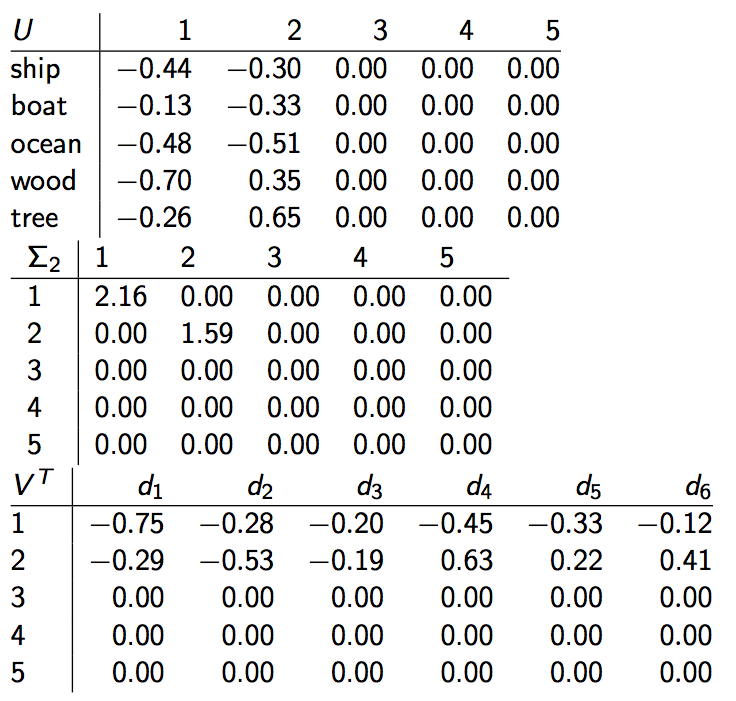 U 1 2 3 4 5
ship −0.44 −0.30 0.00 0.00 0.00
boat −0.13 −0.33 0.00 0.00 0.00
ocean −0.48 −0.51 0.00 0.00 0.00
wood −0.70 0.35 0.00 0.00 0.00
tree −0.26 0.65 0.00 0.00 0.00
Σ₂ 1 2 3 4 5
1 2.16 0.00 0.00 0.00 0.00
2 0.00 1.59 0.00 0.00 0.00
3 0.00 0.00 0.00 0.00 0.00
4 0.00 0.00 0.00 0.00 0.00
5 0.00 0.00 0.00 0.00 0.00
Vᵀ d₁ d₂ d₃ d₄ d₅ d₆
1 −0.75 −0.28 −0.20 −0.45 −0.33 −0.12
2 −0.29 −0.53 −0.19 0.63 0.22 0.41
3 0.00 0.00 0.00 0.00 0.00 0.00
4 0.00 0.00 0.00 0.00 0.00 0.00
5 0.00 0.00 0.00 0.00 0.00 0.00